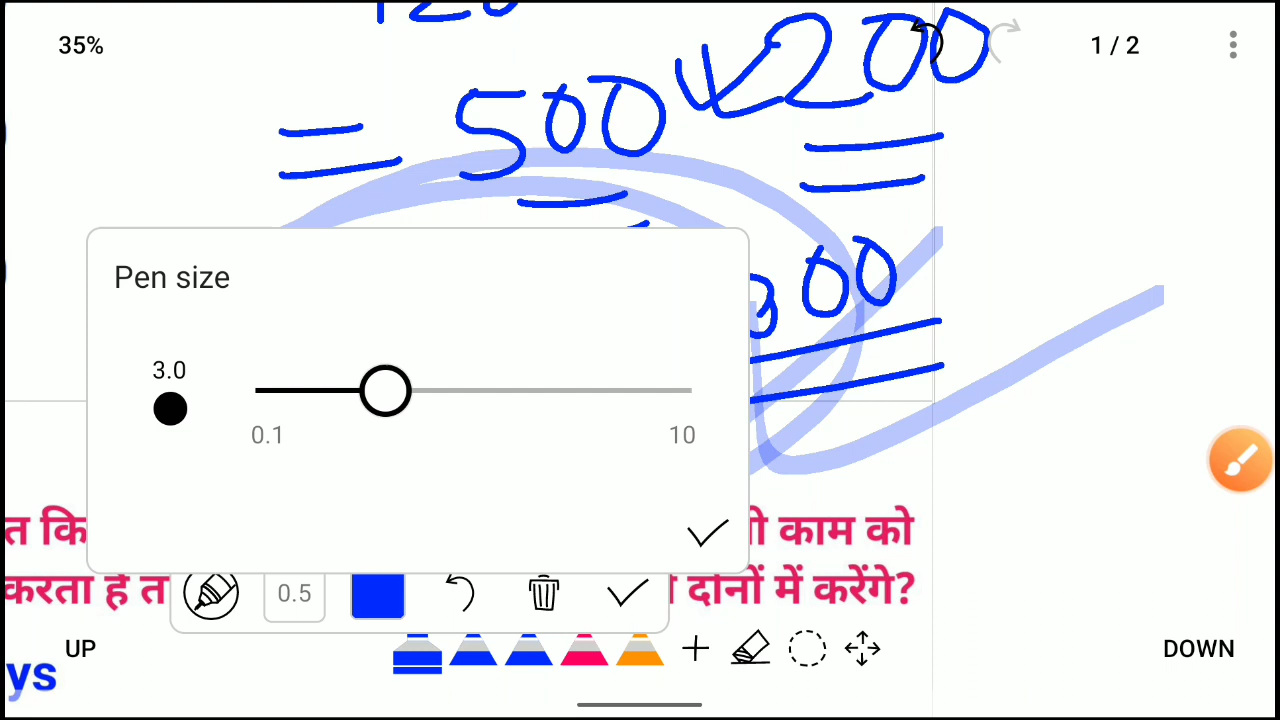 35%
1 / 2
= 500
200
00
Pen size
3.0
0.1
10
त कि
ी काम को
करता है त
दोनों में करेंगे?
0.5
UP
DOWN
ys